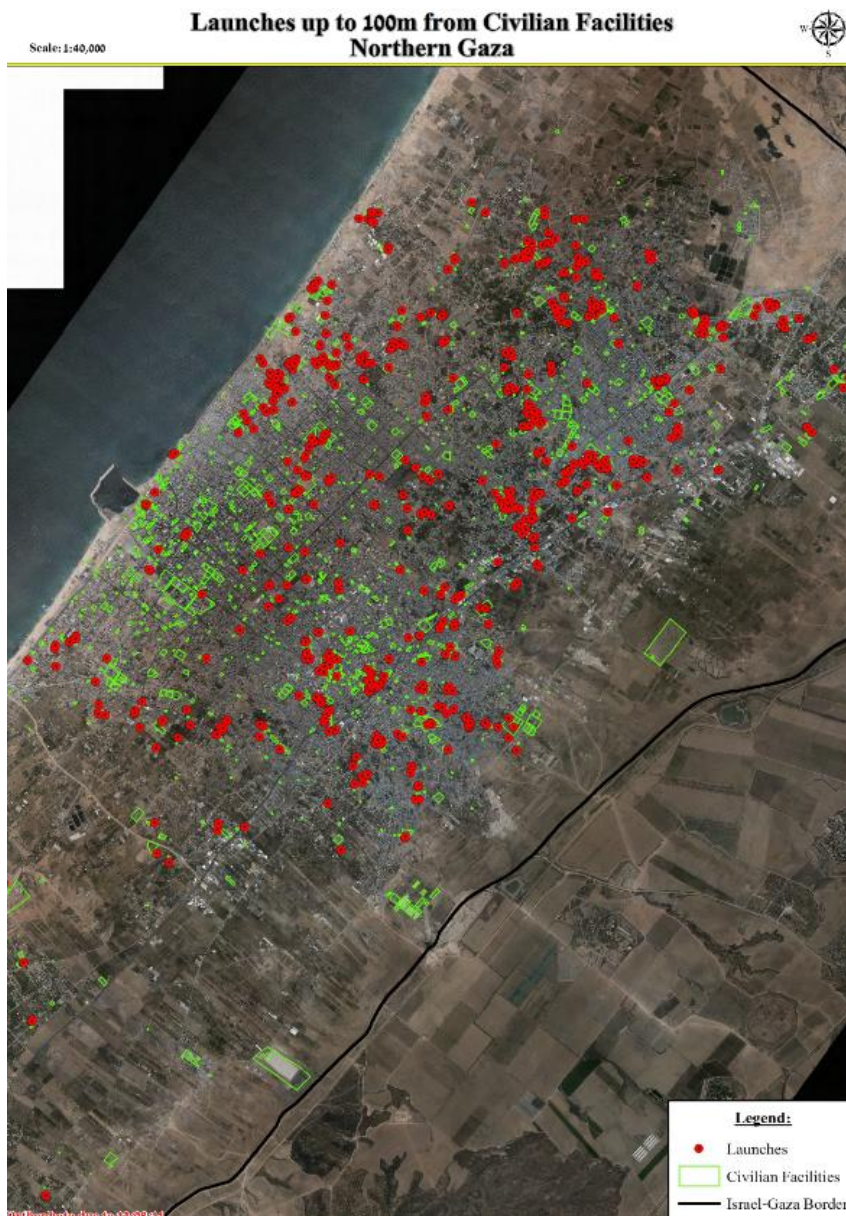 Launches up to 100m from Civilian Facilities
Northern Gaza
Scale: 1:40,000
W
S
Legend:
Launches
Civilian Facilities
Israel-Gaza Border